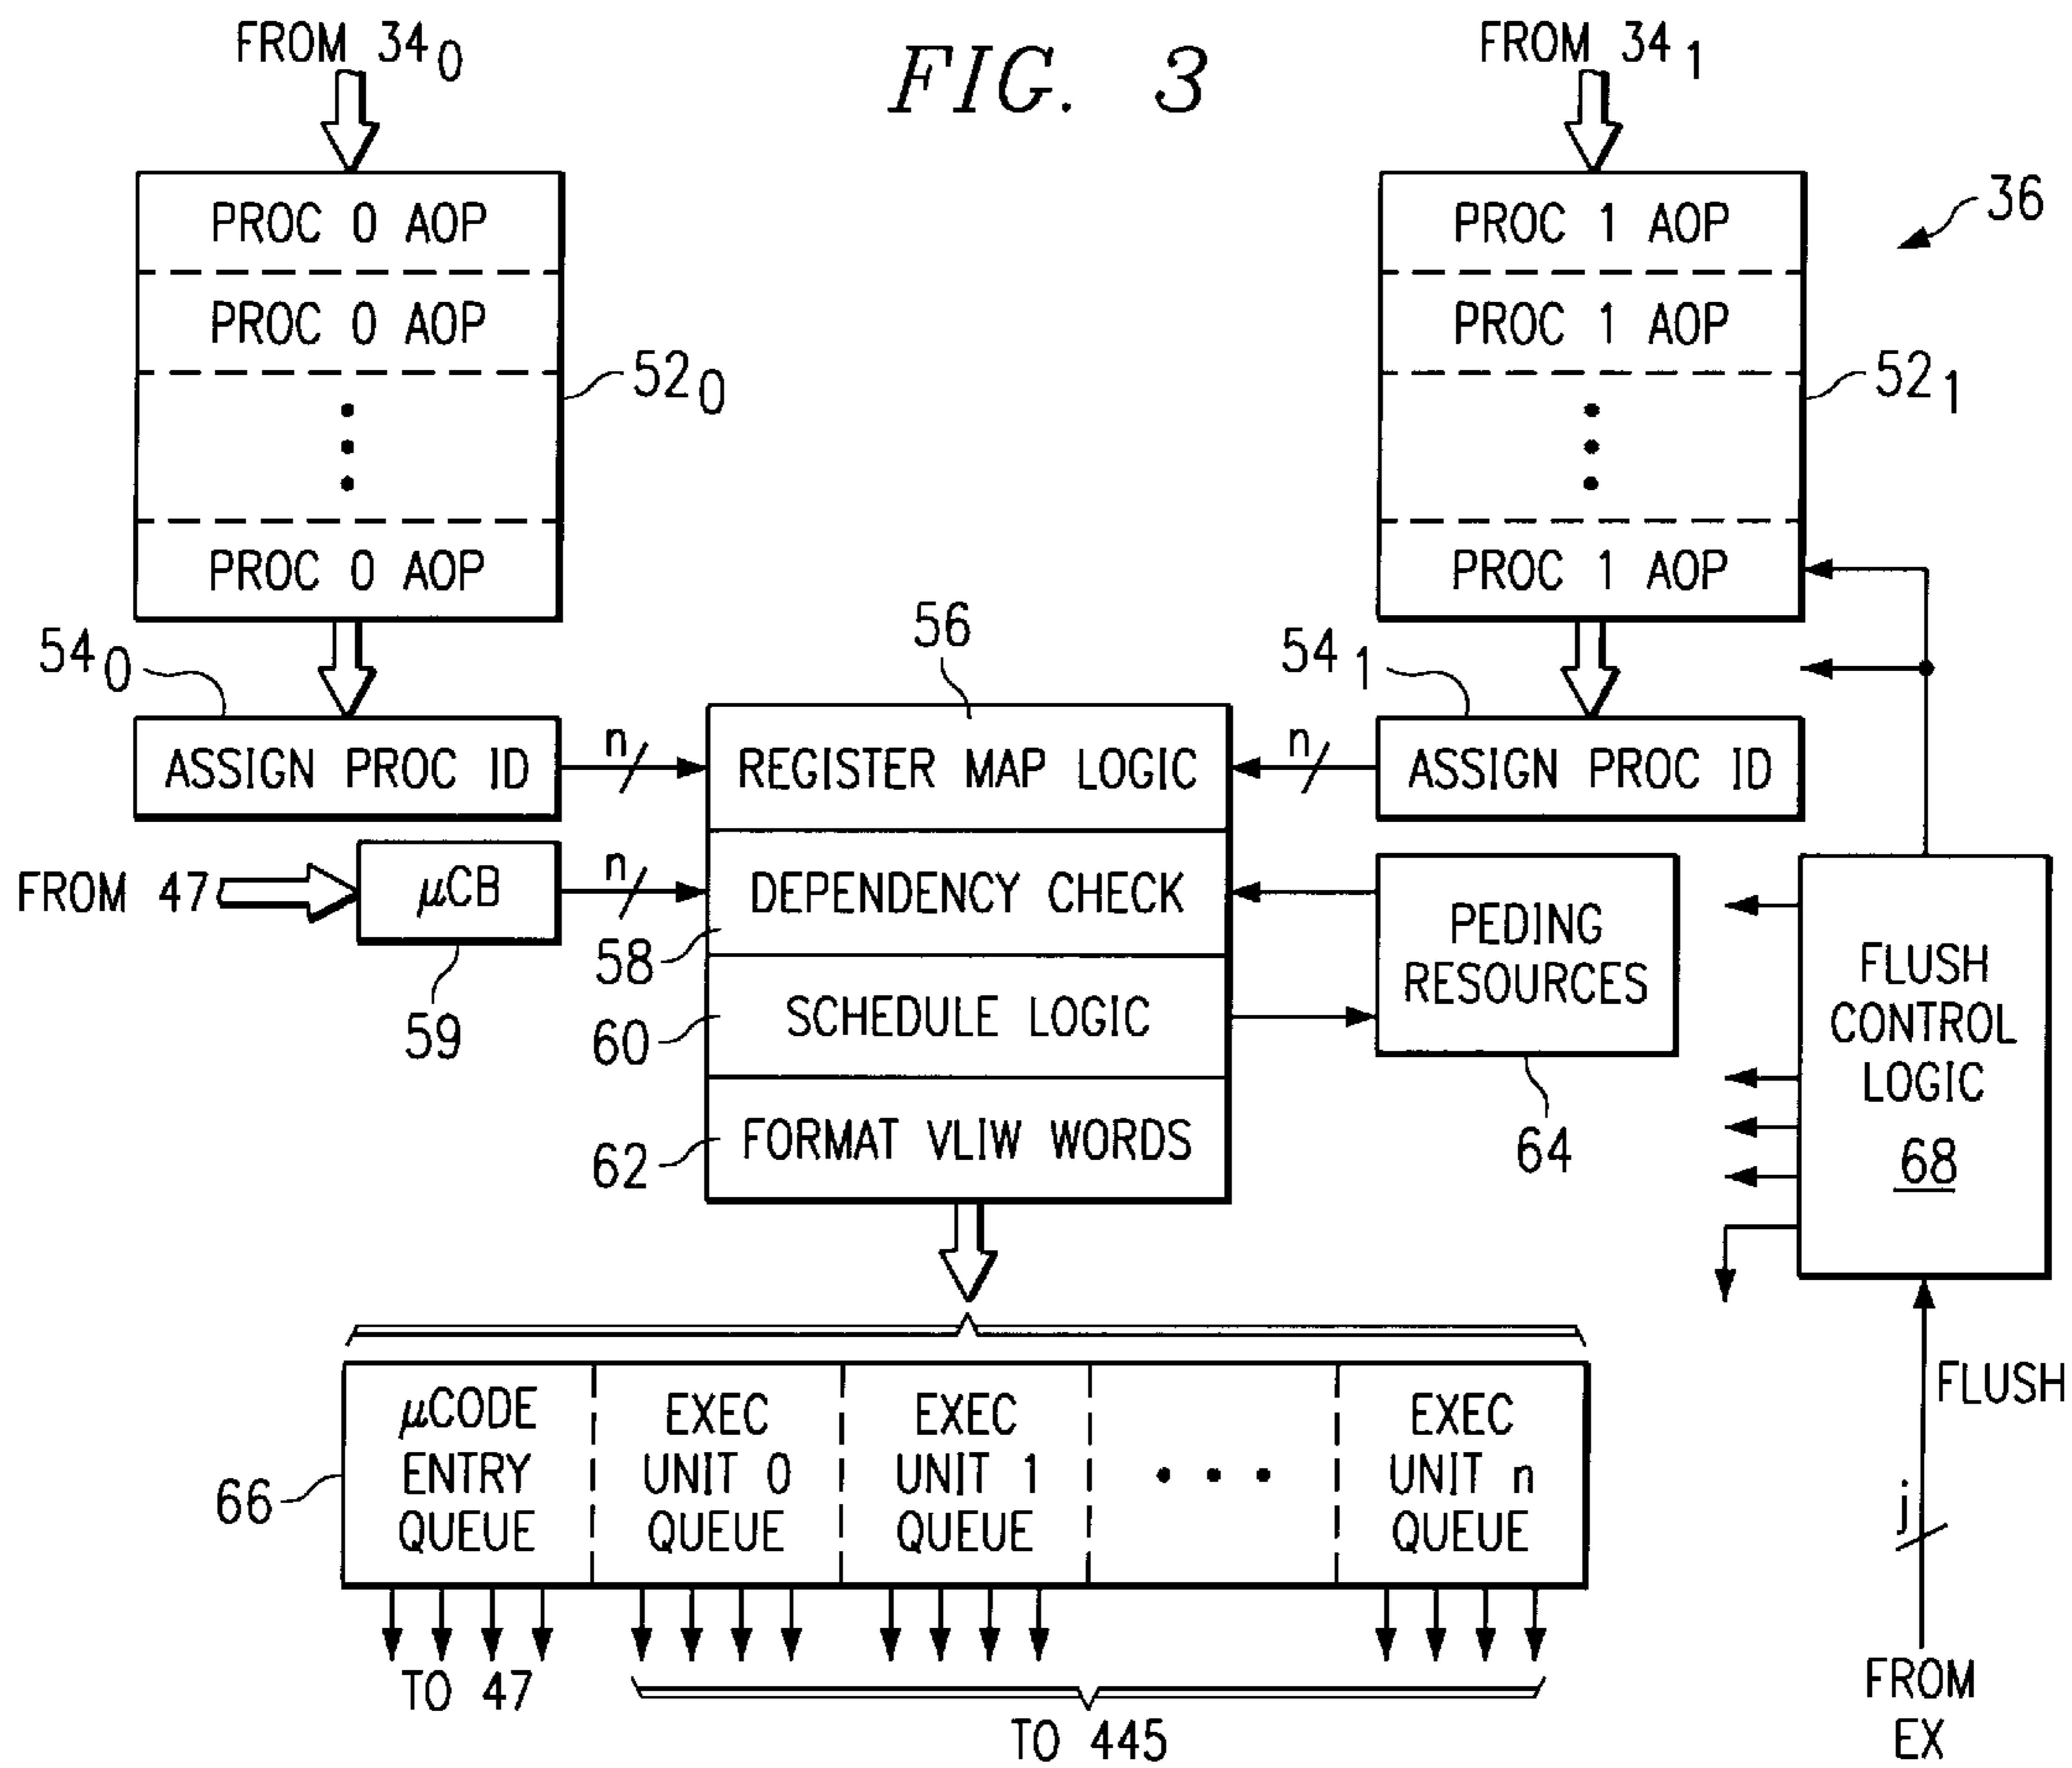 FROM 34 0
FIG. 3
FROM 34 1
36
PROC 0 AOP
PROC 0 AOP
PROC 0 AOP
52 0
PROC 1 AOP
PROC 1 AOP
PROC 1 AOP
52 1
54 0
ASSIGN PROC ID
n
56
54 1
n
ASSIGN PROC ID
REGISTER MAP LOGIC
FROM 47
μCB
59
n
DEPENDENCY CHECK
58
SCHEDULE LOGIC
60
FORMAT VLIW WORDS
62
PEDING
RESOURCES
64
FLUSH
CONTROL
LOGIC
68
FLUSH
j
FROM
EX
66
μCODE
ENTRY
QUEUE
EXEC
UNIT 0
QUEUE
EXEC
UNIT 1
QUEUE
EXEC
UNIT n
QUEUE
TO 47
TO 445